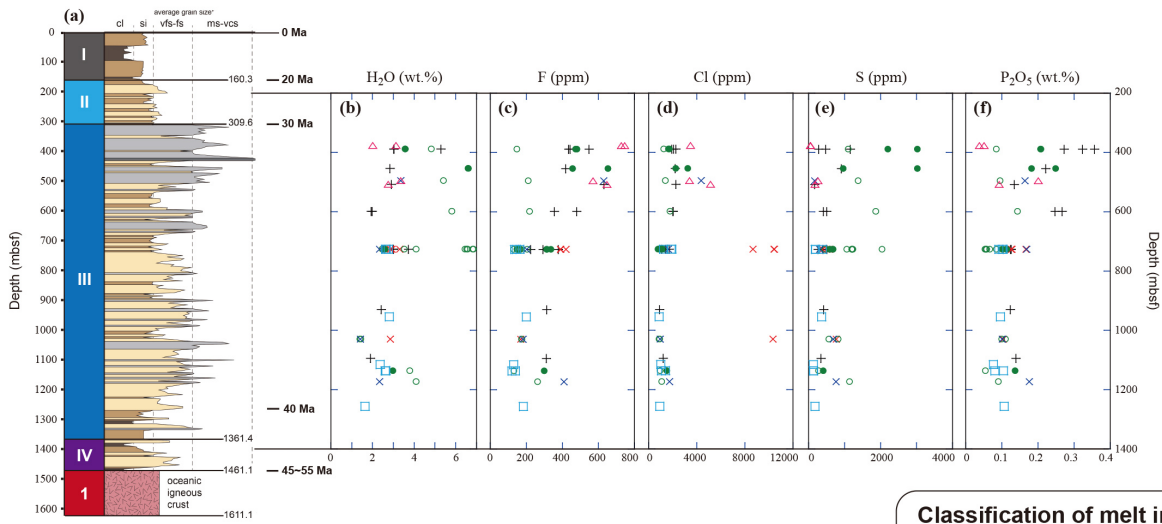 (a)
average grain size*
cl si vfs-fs ms-vcs
0 Ma
20 Ma
30 Ma
40 Ma
45~55 Ma
Depth (mbsf)
0
100
200
300
400
500
600
700
800
900
1000
1100
1200
1300
1400
1500
1600
I
II
III
IV
1
160.3
309.6
1361.4
1461.1
1611.1
oceanic
igneous
crust
H₂O (wt.%) F (ppm) Cl (ppm) S (ppm) P₂O₅ (wt.%)
(b) (c) (d) (e) (f)
0 2 4 6
0 200 400 600 800
0 4000 8000 12000
0 2000 4000
0 0.1 0.2 0.3 0.4
200
400
600
800
1000
1200
1400
Depth (mbsf)
Classification of melt in